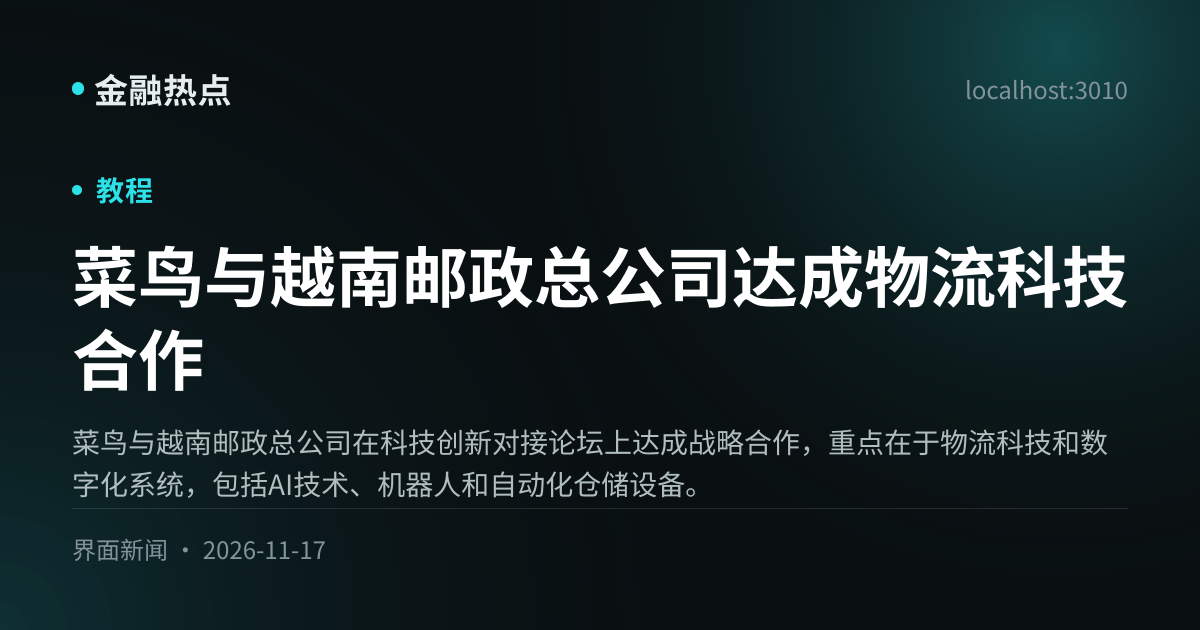 金融热点
localhost:3010
教程
菜鸟与越南邮政总公司达成物流科技
合作
菜鸟与越南邮政总公司在科技创新对接论坛上达成战略合作，重点在于物流科技和数
字化系统，包括AI技术、机器人和自动化仓储设备。
界面新闻 • 2026-11-17